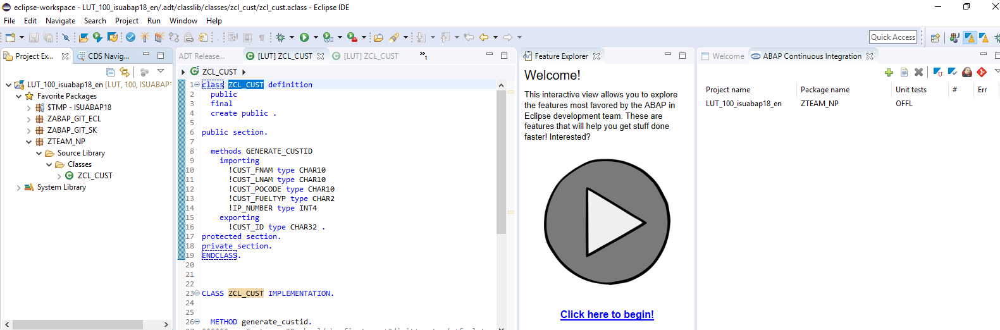 eclipse-workspace - LUT_100_isuabap18_en/.adt/classlib/classes/zcl_cust/zcl_cust.aclass - Eclipse IDE
File Edit Navigate Search Project Run Window Help
Quick Access
Project Ex...
CDS Navig...
LUT_100_isuabap18_en [LUT, 100, ISUABAP1
Favorite Packages
$TMP - ISUABAP18
ZABAP_GIT_ECL
ZABAP_GIT_SK
ZTEAM_NP
Source Library
Classes
ZCL_CUST
System Library
ADT Release...
[LUT] ZCL_CUST
[LUT] ZCL_CUST
»1
ZCL_CUST
1 class ZCL_CUST definition
2 public
3 final
4 create public .
5
6 public section.
7
8 methods GENERATE_CUSTID
9 importing
10 !CUST_FNAM type CHAR10
11 !CUST_LNAM type CHAR10
12 !CUST_POCODE type CHAR10
13 !CUST_FUELTYP type CHAR2
14 !IP_NUMBER type INT4
15 exporting
16 !CUST_ID type CHAR32 .
17 protected section.
18 private section.
19 ENDCLASS.
20
21
22
23 CLASS ZCL_CUST IMPLEMENTATION.
24
25
26 METHOD generate_custid.
Feature Explorer
Welcome!
This interactive view allows you to explore
the features most favored by the ABAP in
Eclipse development team. These are
features that will help you get stuff done
faster! Interested?
Click here to begin!
Welcome
ABAP Continuous Integration
Project name Package name Unit tests # Err
LUT_100_isuabap18_en ZTEAM_NP OFFL